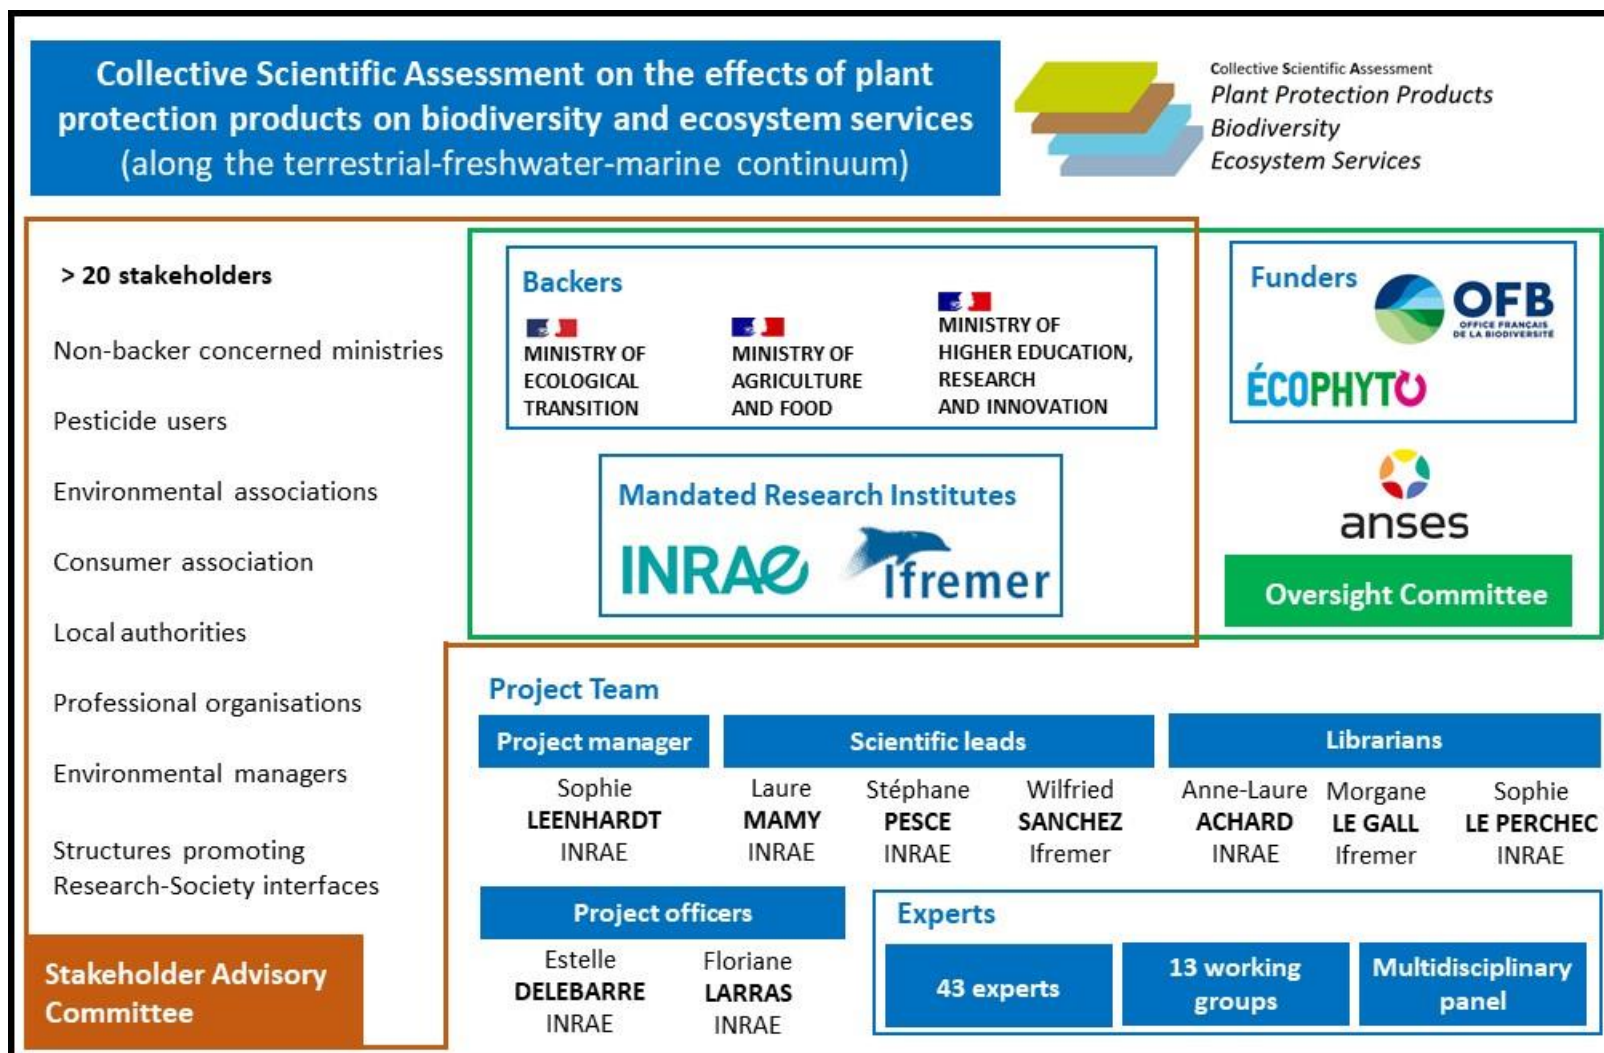 Collective Scientific Assessment on the effects of plant
protection products on biodiversity and ecosystem services
(along the terrestrial-freshwater-marine continuum)
Collective Scientific Assessment
Plant Protection Products
Biodiversity
Ecosystem Services
> 20 stakeholders
Non-backer concerned ministries
Pesticide users
Environmental associations
Consumer association
Local authorities
Professional organisations
Environmental managers
Structures promoting
Research-Society interfaces
Stakeholder Advisory
Committee
Backers
MINISTRY OF
ECOLOGICAL
TRANSITION
MINISTRY OF
AGRICULTURE
AND FOOD
MINISTRY OF
HIGHER EDUCATION,
RESEARCH
AND INNOVATION
Mandated Research Institutes
INRAE
Ifremer
Funders
OFB
OFFICE FRANÇAIS
DE LA BIODIVERSITÉ
ÉCOPHYTO
anses
Oversight Committee
Project Team
Project manager
Sophie
LEENHARDT
INRAE
Scientific leads
Laure
MAMY
INRAE
Stéphane
PESCE
INRAE
Wilfried
SANCHEZ
Ifremer
Librarians
Anne-Laure
ACHARD
INRAE
Morgane
LE GALL
Ifremer
Sophie
LE PERCHEC
INRAE
Project officers
Estelle
DELEBARRE
INRAE
Floriane
LARRAS
INRAE
Experts
43 experts
13 working
groups
Multidisciplinary
panel